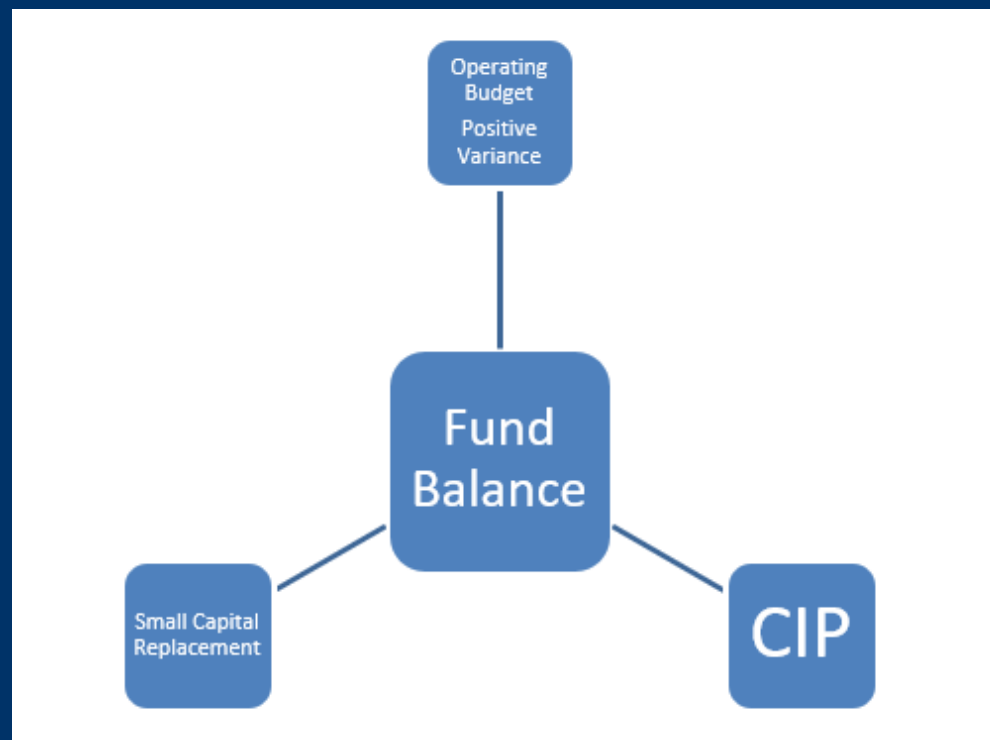 Operating
Budget
Positive
Variance
Fund
Balance
Small Capital
Replacement
CIP